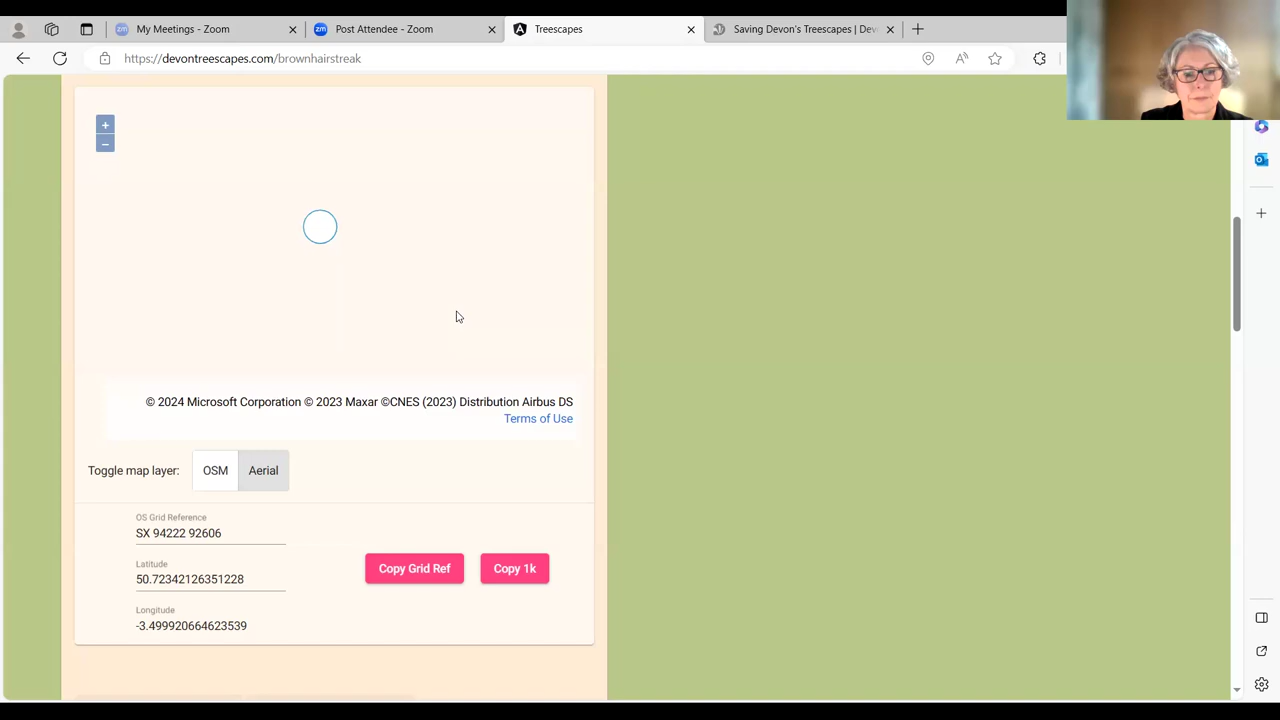 My Meetings - Zoom
Post Attendee - Zoom
Treescapes
Saving Devon's Treescapes | Dev
https://devontreescapes.com/brownhairstreak
+
–
© 2024 Microsoft Corporation © 2023 Maxar ©CNES (2023) Distribution Airbus DS
Terms of Use
Toggle map layer:
OSM
Aerial
OS Grid Reference
SX 94222 92606
Latitude
50.72342126351228
Longitude
-3.499920664623539
Copy Grid Ref
Copy 1k